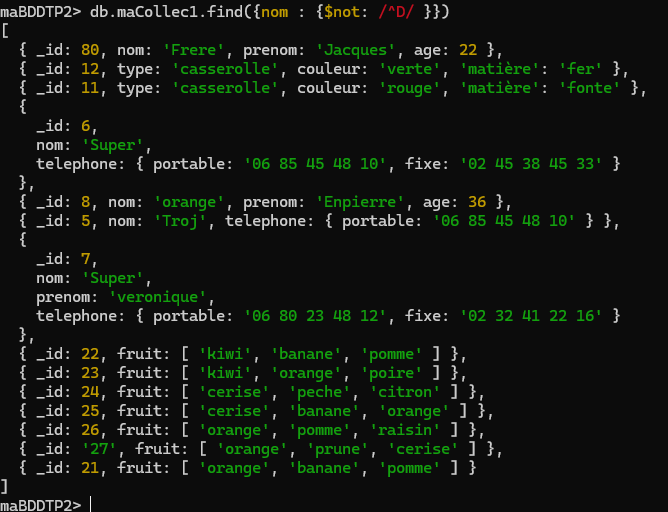 maBDDTP2> db.maCollec1.find({nom : {$not: /^D/ }})
[
  { _id: 80, nom: 'Frere', prenom: 'Jacques', age: 22 },
  { _id: 12, type: 'casserolle', couleur: 'verte', 'matière': 'fer' },
  { _id: 11, type: 'casserolle', couleur: 'rouge', 'matière': 'fonte' },
  {
    _id: 6,
    nom: 'Super',
    telephone: { portable: '06 85 45 48 10', fixe: '02 45 38 45 33' }
  },
  { _id: 8, nom: 'orange', prenom: 'Enpierre', age: 36 },
  { _id: 5, nom: 'Troj', telephone: { portable: '06 85 45 48 10' } },
  {
    _id: 7,
    nom: 'Super',
    prenom: 'veronique',
    telephone: { portable: '06 80 23 48 12', fixe: '02 32 41 22 16' }
  },
  { _id: 22, fruit: [ 'kiwi', 'banane', 'pomme' ] },
  { _id: 23, fruit: [ 'kiwi', 'orange', 'poire' ] },
  { _id: 24, fruit: [ 'cerise', 'peche', 'citron' ] },
  { _id: 25, fruit: [ 'cerise', 'banane', 'orange' ] },
  { _id: 26, fruit: [ 'orange', 'pomme', 'raisin' ] },
  { _id: '27', fruit: [ 'orange', 'prune', 'cerise' ] },
  { _id: 21, fruit: [ 'orange', 'banane', 'pomme' ] }
]
maBDDTP2>